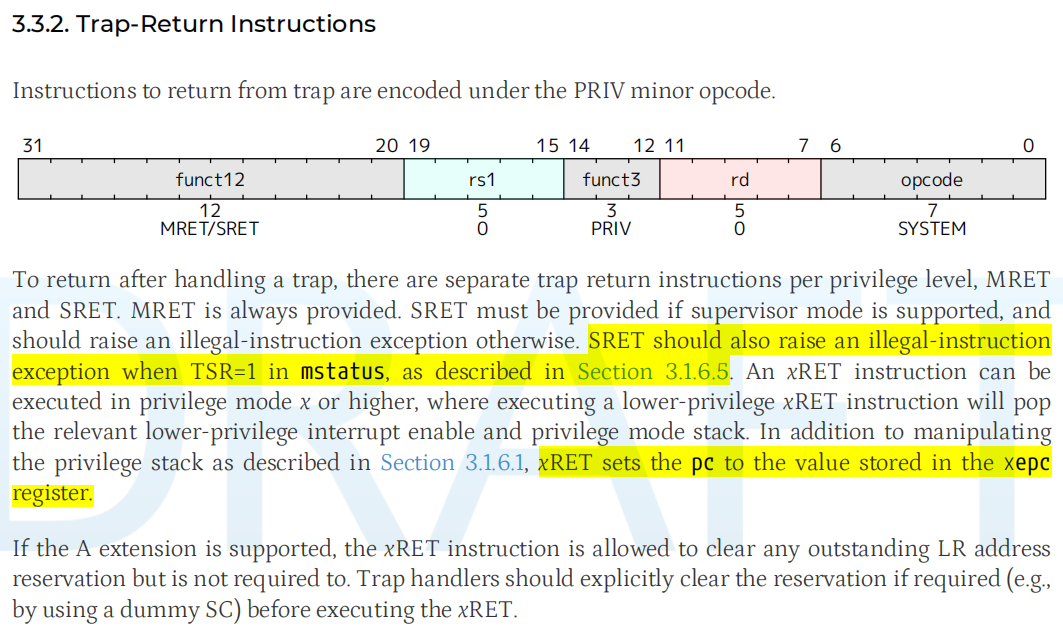 3.3.2. Trap-Return Instructions
Instructions to return from trap are encoded under the PRIV minor opcode.
31 20 19 15 14 12 11 7 6 0
funct12 rs1 funct3 rd opcode
12 5 3 5 7
MRET/SRET 0 PRIV 0 SYSTEM
To return after handling a trap, there are separate trap return instructions per privilege level, MRET
and SRET. MRET is always provided. SRET must be provided if supervisor mode is supported, and
should raise an illegal-instruction exception otherwise. SRET should also raise an illegal-instruction
exception when TSR=1 in mstatus, as described in Section 3.1.6.5. An xRET instruction can be
executed in privilege mode x or higher, where executing a lower-privilege xRET instruction will pop
the relevant lower-privilege interrupt enable and privilege mode stack. In addition to manipulating
the privilege stack as described in Section 3.1.6.1, xRET sets the pc to the value stored in the xepc
register.
If the A extension is supported, the xRET instruction is allowed to clear any outstanding LR address
reservation but is not required to. Trap handlers should explicitly clear the reservation if required (e.g.,
by using a dummy SC) before executing the xRET.
DRAFT